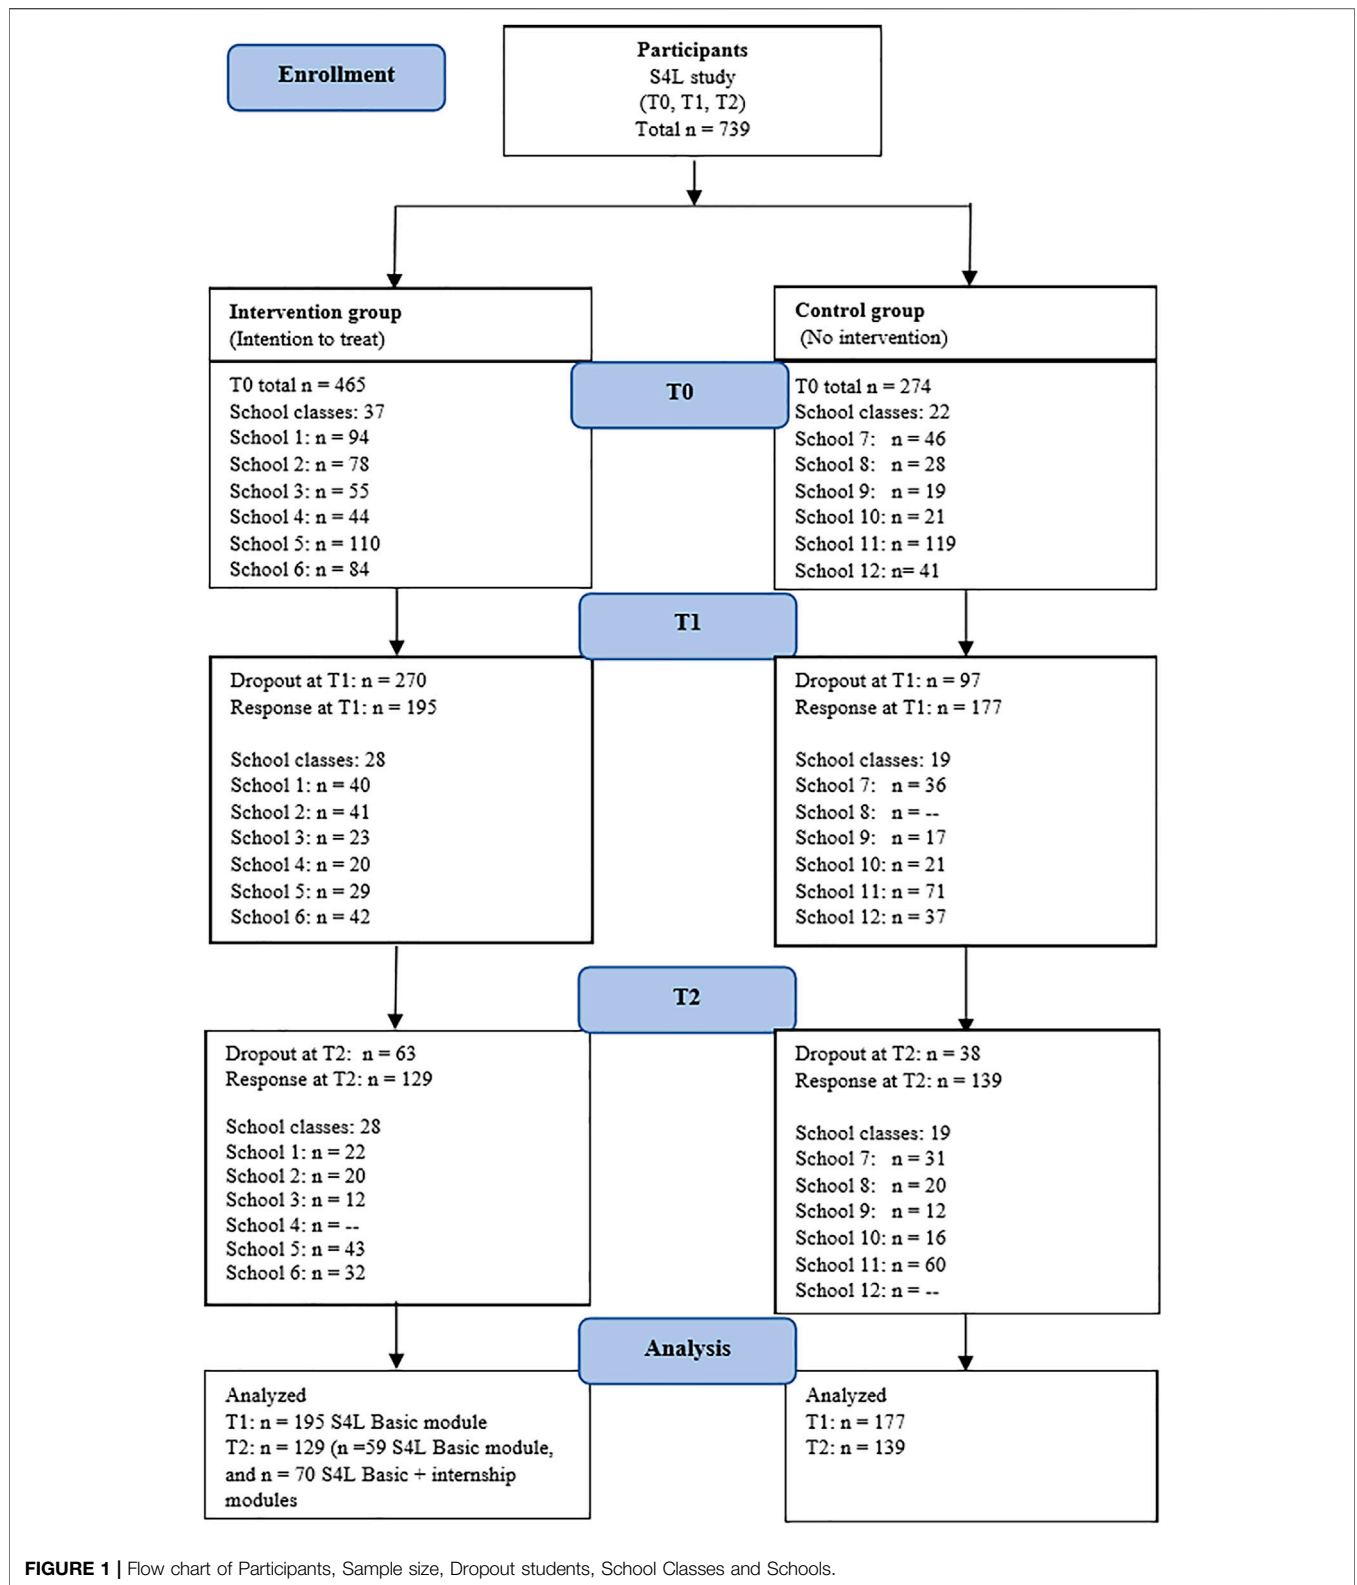 Enrollment
Participants
S4L study
(T0, T1, T2)
Total n = 739
Intervention group
(Intention to treat)
Control group
(No intervention)
T0
T0 total n = 465
School classes: 37
School 1: n = 94
School 2: n = 78
School 3: n = 55
School 4: n = 44
School 5: n = 110
School 6: n = 84
T0 total n = 274
School classes: 22
School 7: n = 46
School 8: n = 28
School 9: n = 19
School 10: n = 21
School 11: n = 119
School 12: n= 41
T1
Dropout at T1: n = 270
Response at T1: n = 195
School classes: 28
School 1: n = 40
School 2: n = 41
School 3: n = 23
School 4: n = 20
School 5: n = 29
School 6: n = 42
Dropout at T1: n = 97
Response at T1: n = 177
School classes: 19
School 7: n = 36
School 8: n = --
School 9: n = 17
School 10: n = 21
School 11: n = 71
School 12: n = 37
T2
Dropout at T2: n = 63
Response at T2: n = 129
School classes: 28
School 1: n = 22
School 2: n = 20
School 3: n = 12
School 4: n = --
School 5: n = 43
School 6: n = 32
Dropout at T2: n = 38
Response at T2: n = 139
School classes: 19
School 7: n = 31
School 8: n = 20
School 9: n = 12
School 10: n = 16
School 11: n = 60
School 12: n = --
Analysis
Analyzed
T1: n = 195 S4L Basic module
T2: n = 129 (n =59 S4L Basic module,
and n = 70 S4L Basic + internship
modules
Analyzed
T1: n = 177
T2: n = 139
FIGURE 1 | Flow chart of Participants, Sample size, Dropout students, School Classes and Schools.